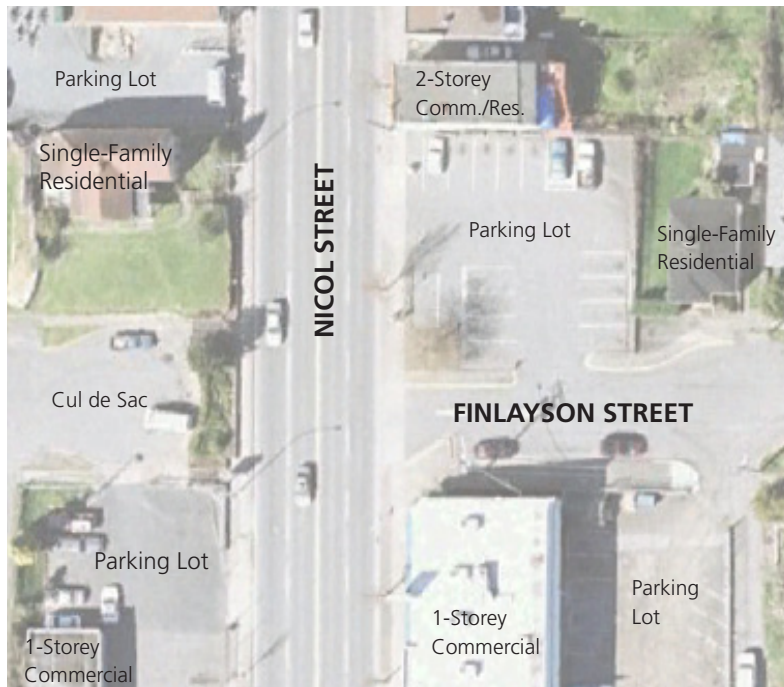 Parking Lot
2-Storey
Comm./Res.
Single-Family
Residential
NICOL STREET
Parking Lot
Single-Family
Residential
Cul de Sac
FINLAYSON STREET
Parking Lot
Parking
Lot
1-Storey
Commercial
1-Storey
Commercial